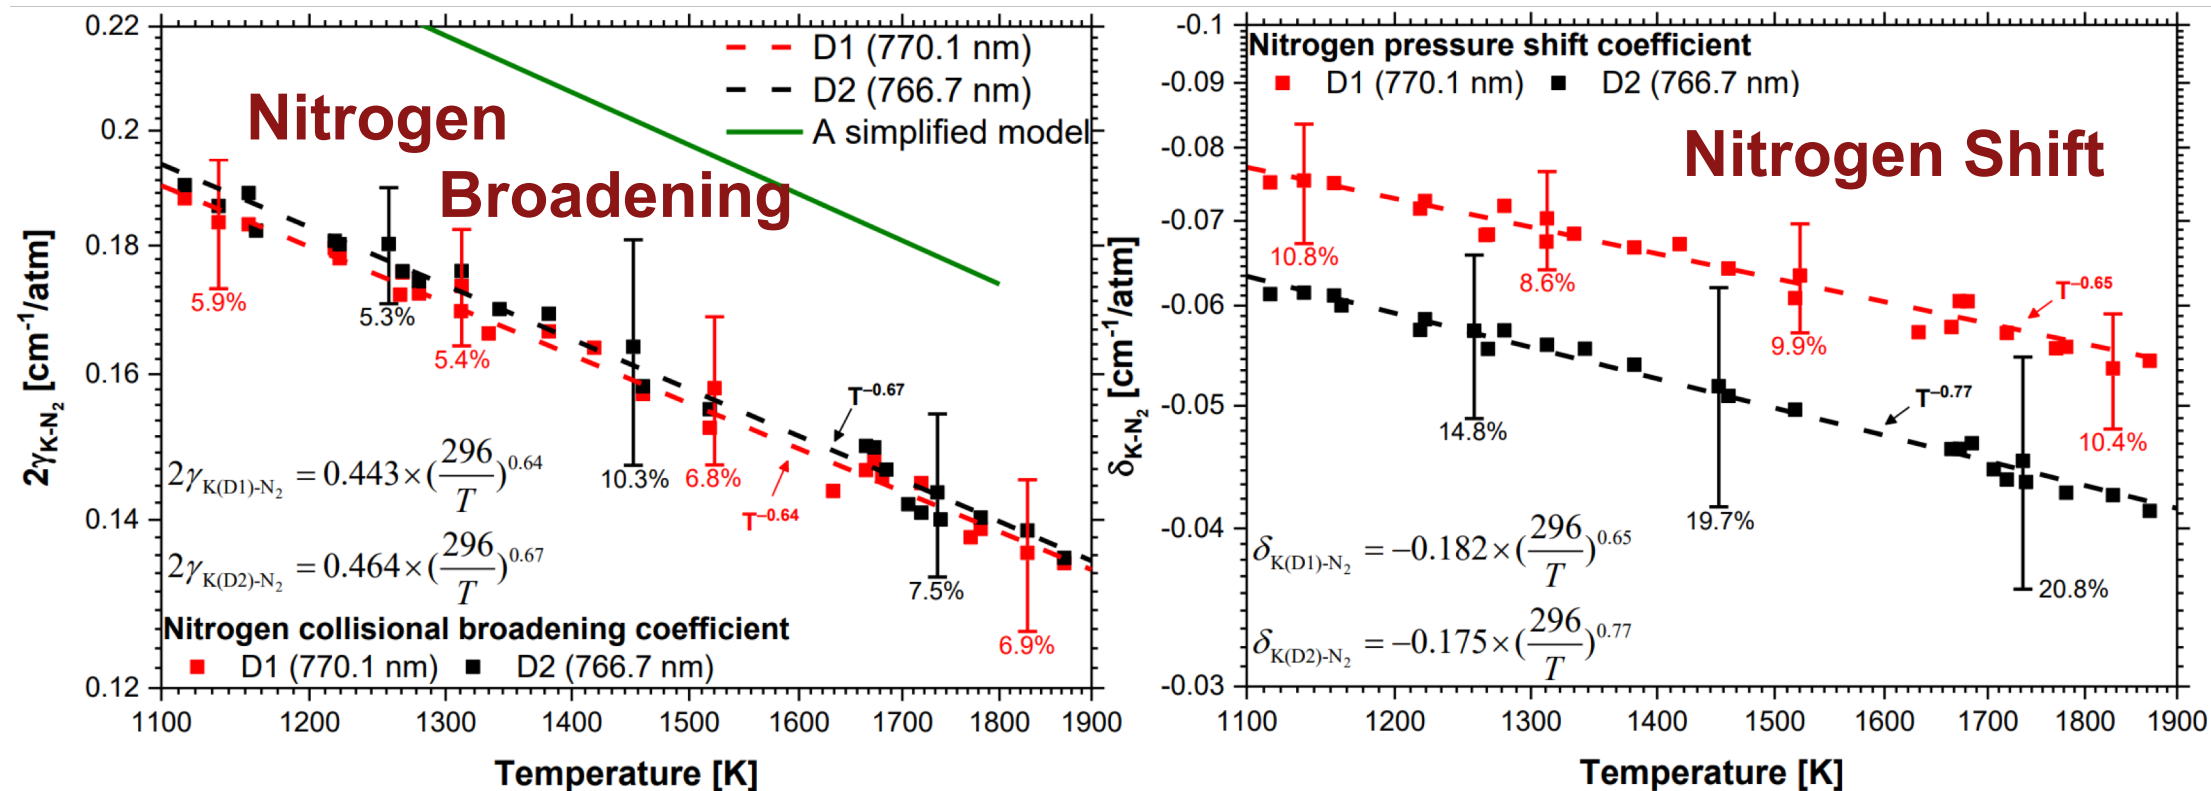 0.22
0.2
0.18
0.16
0.14
0.12
2γK-N2 [cm-1/atm]
D1 (770.1 nm)
D2 (766.7 nm)
A simplified model
Nitrogen
Broadening
5.9%
5.3%
5.4%
10.3%
6.8%
7.5%
6.9%
T−0.67
T−0.64
2γK(D1)-N2 = 0.443×(296/T)0.64
2γK(D2)-N2 = 0.464×(296/T)0.67
Nitrogen collisional broadening coefficient
D1 (770.1 nm) D2 (766.7 nm)
1100 1200 1300 1400 1500 1600 1700 1800 1900
Temperature [K]
-0.1
-0.09
-0.08
-0.07
-0.06
-0.05
-0.04
-0.03
δK-N2 [cm-1/atm]
Nitrogen pressure shift coefficient
D1 (770.1 nm) D2 (766.7 nm)
Nitrogen Shift
10.8%
8.6%
9.9%
10.4%
14.8%
19.7%
20.8%
T−0.65
T−0.77
δK(D1)-N2 = −0.182×(296/T)0.65
δK(D2)-N2 = −0.175×(296/T)0.77
1100 1200 1300 1400 1500 1600 1700 1800 1900
Temperature [K]